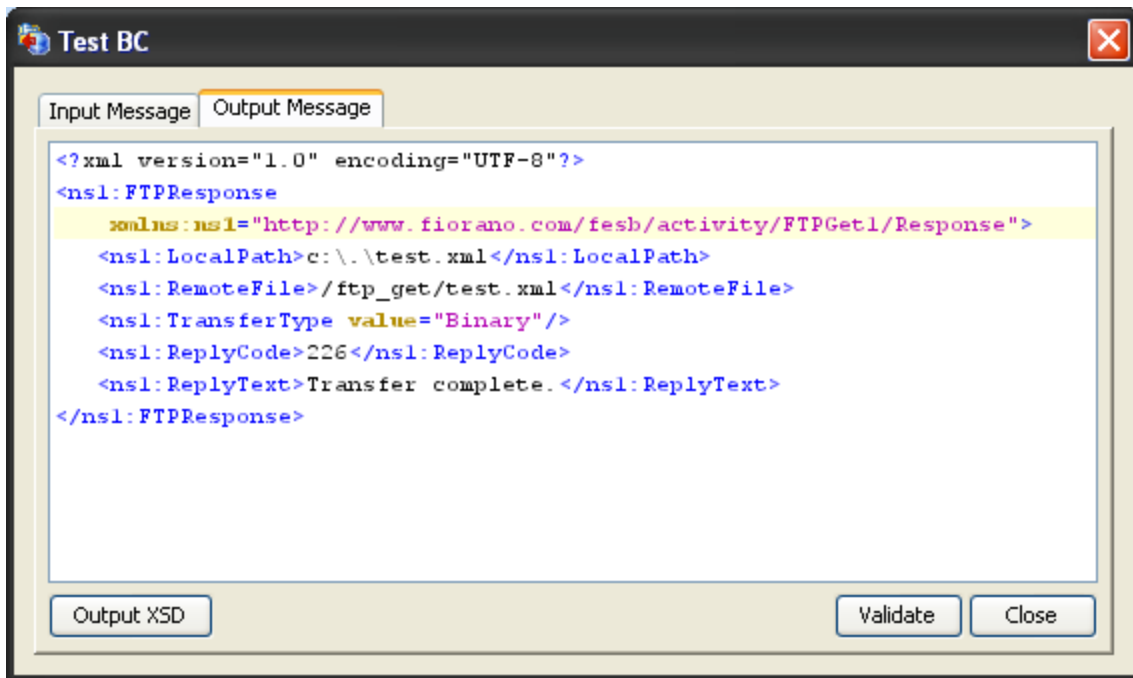 Test BC
Input Message Output Message
<?xml version="1.0" encoding="UTF-8"?>
<ns1:FTPResponse
xmlns:ns1="http://www.fiorano.com/fesb/activity/FTPGet1/Response">
<ns1:LocalPath>c:\.\test.xml</ns1:LocalPath>
<ns1:RemoteFile>/ftp_get/test.xml</ns1:RemoteFile>
<ns1:TransferType value="Binary"/>
<ns1:ReplyCode>226</ns1:ReplyCode>
<ns1:ReplyText>Transfer complete.</ns1:ReplyText>
</ns1:FTPResponse>
Output XSD Validate Close